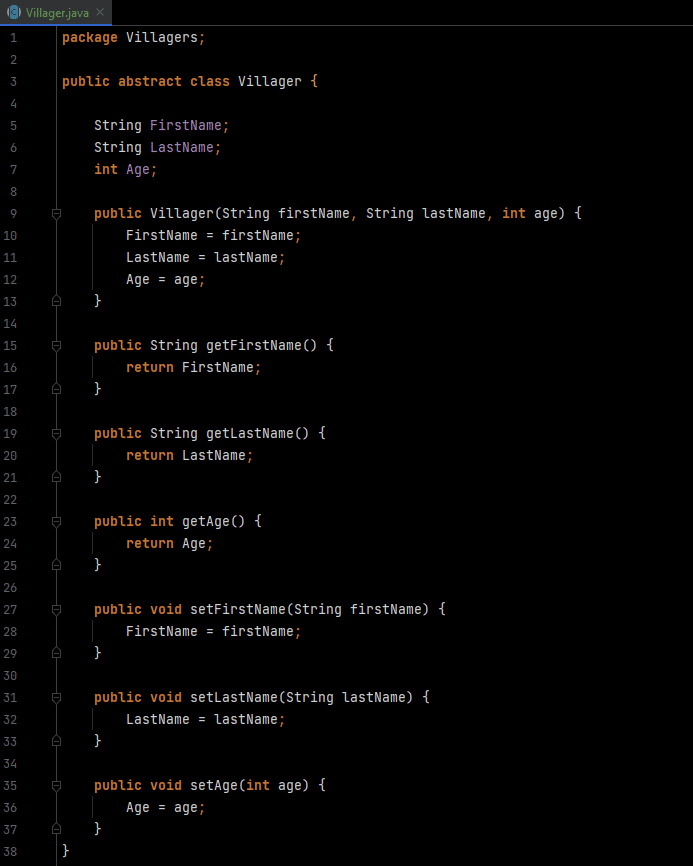 Villager.java
1 package Villagers;
2
3 public abstract class Villager {
4
5     String FirstName;
6     String LastName;
7     int Age;
8
9     public Villager(String firstName, String lastName, int age) {
10         FirstName = firstName;
11         LastName = lastName;
12         Age = age;
13     }
14
15     public String getFirstName() {
16         return FirstName;
17     }
18
19     public String getLastName() {
20         return LastName;
21     }
22
23     public int getAge() {
24         return Age;
25     }
26
27     public void setFirstName(String firstName) {
28         FirstName = firstName;
29     }
30
31     public void setLastName(String lastName) {
32         LastName = lastName;
33     }
34
35     public void setAge(int age) {
36         Age = age;
37     }
38 }